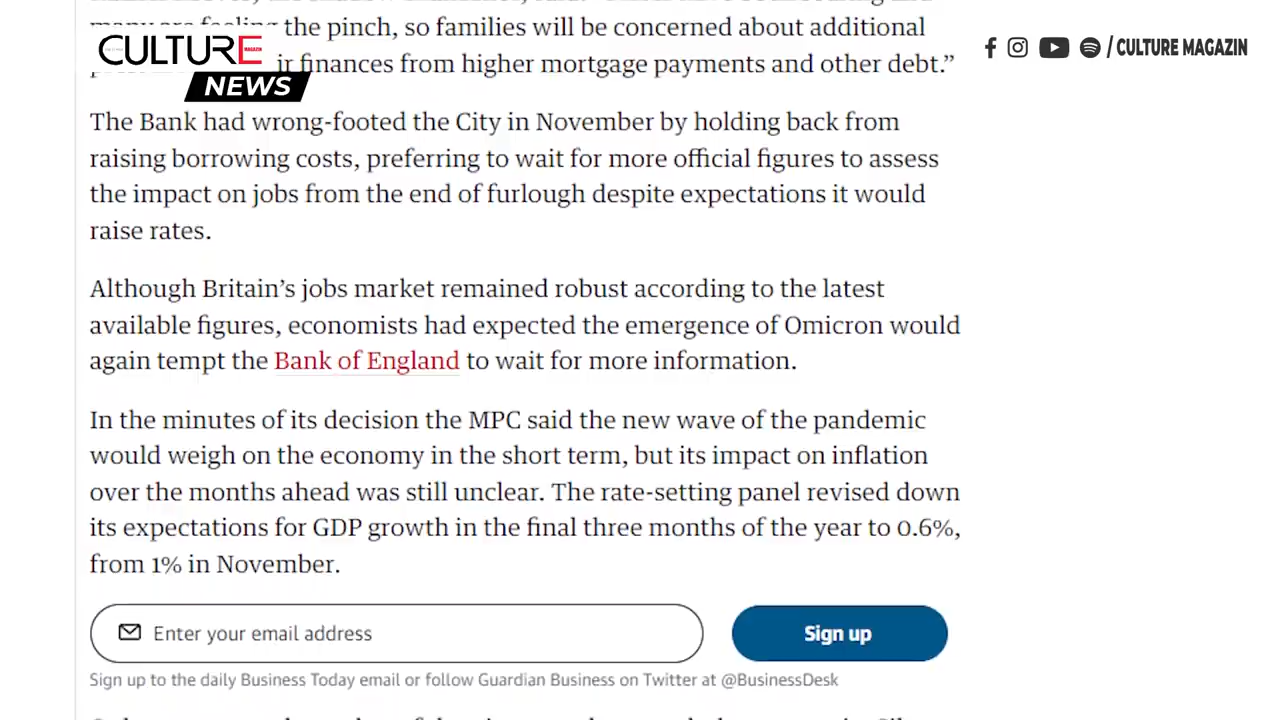 many are feeling the pinch, so families will be concerned about additional
CULTURE
MAGAZIN
NEWS
/ CULTURE MAGAZIN
ir finances from higher mortgage payments and other debt.”
The Bank had wrong-footed the City in November by holding back from
raising borrowing costs, preferring to wait for more official figures to assess
the impact on jobs from the end of furlough despite expectations it would
raise rates.
Although Britain’s jobs market remained robust according to the latest
available figures, economists had expected the emergence of Omicron would
again tempt the Bank of England to wait for more information.
In the minutes of its decision the MPC said the new wave of the pandemic
would weigh on the economy in the short term, but its impact on inflation
over the months ahead was still unclear. The rate-setting panel revised down
its expectations for GDP growth in the final three months of the year to 0.6%,
from 1% in November.
Enter your email address
Sign up
Sign up to the daily Business Today email or follow Guardian Business on Twitter at @BusinessDesk